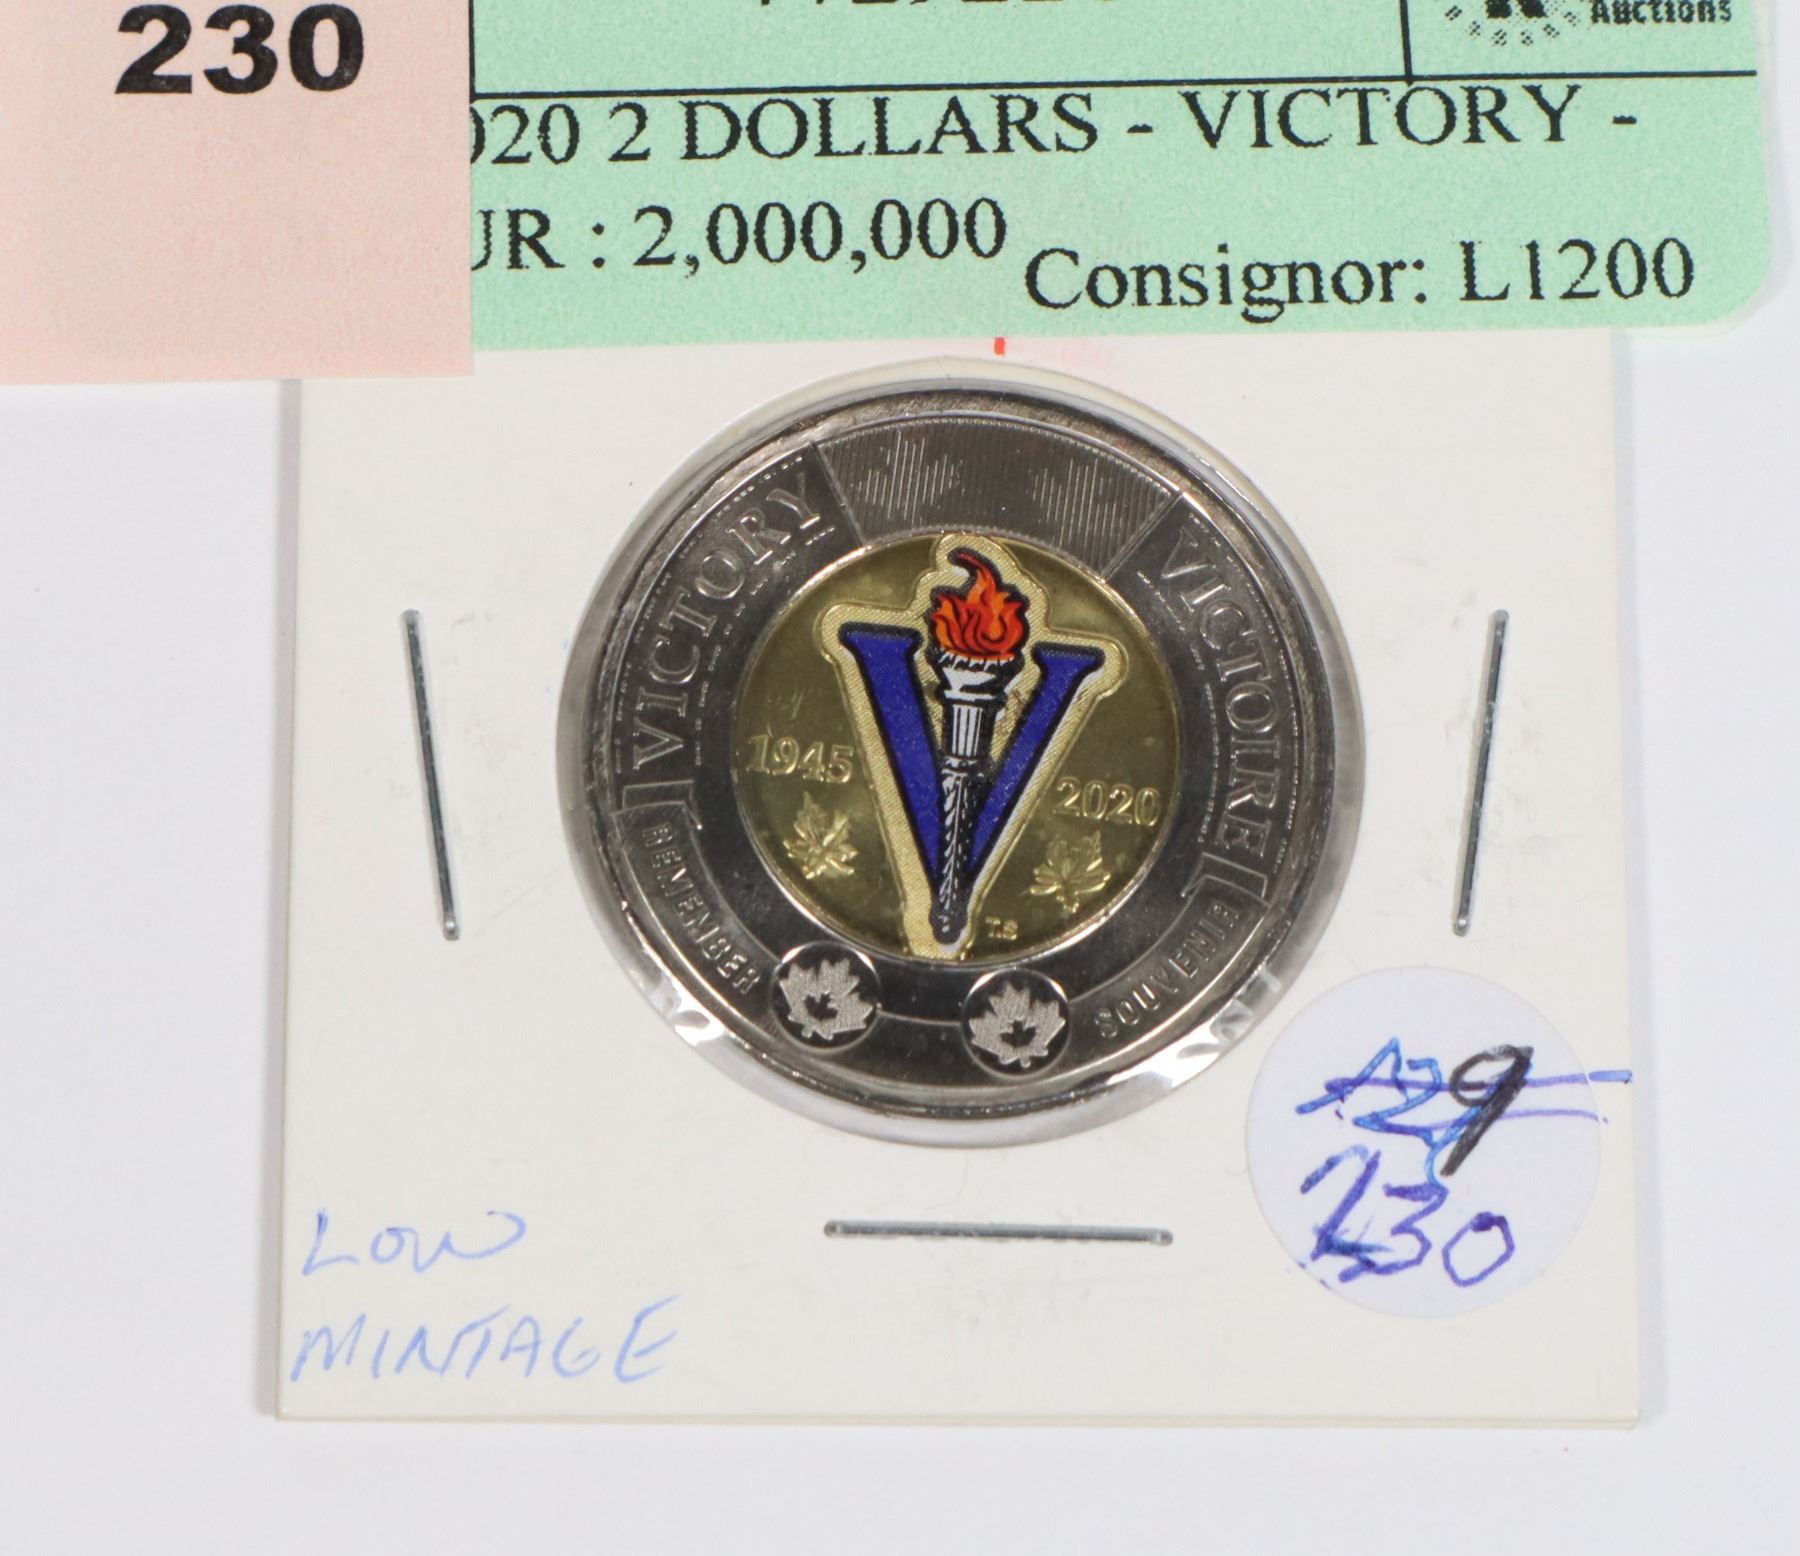 230
Auctions
020 2 DOLLARS - VICTORY -
UR : 2,000,000
Consignor: L1200
VICTORY
VICTOIRE
1945
2020
T.S
REMEMBER
SOUVENIR
9
230
LOW
MINTAGE